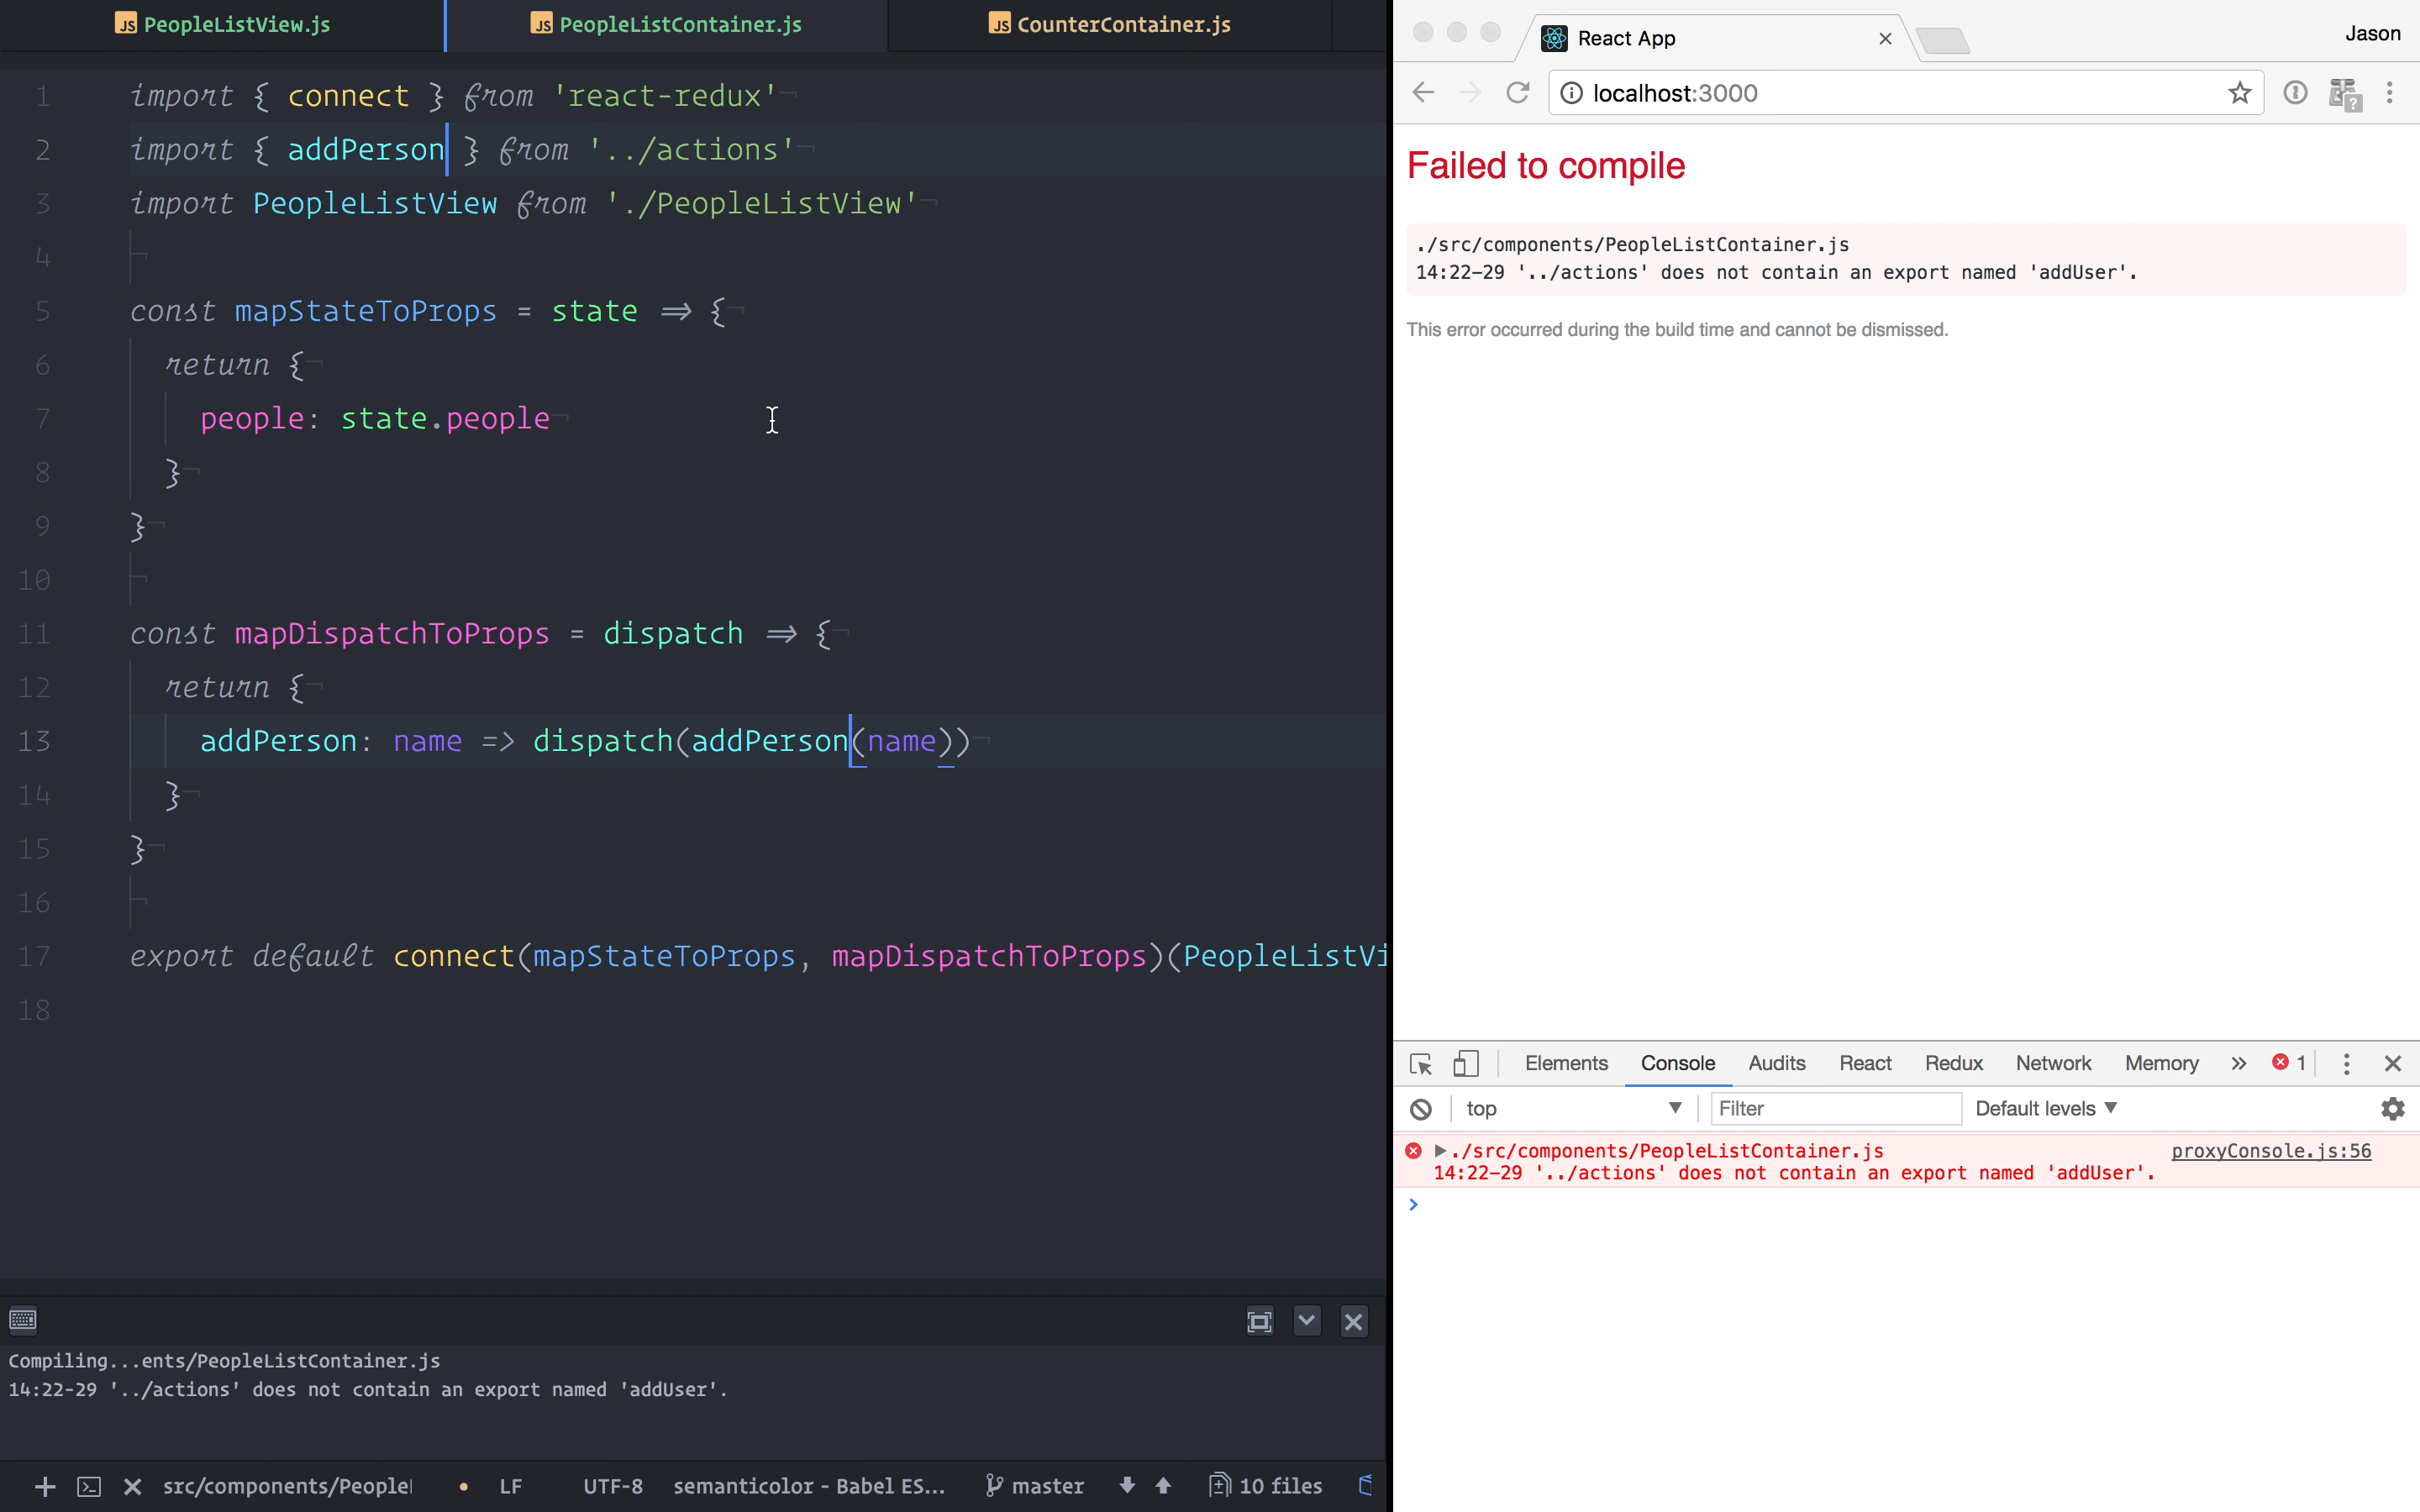 JS PeopleListView.js
JS PeopleListContainer.js
JS CounterContainer.js
1 import { connect } from 'react-redux'¬
2 import { addPerson } from '../actions'¬
3 import PeopleListView from './PeopleListView'¬
4 ¬
5 const mapStateToProps = state => {¬
6 return {¬
7 people: state.people¬
8 }¬
9 }¬
10 ¬
11 const mapDispatchToProps = dispatch => {¬
12 return {¬
13 addPerson: name => dispatch(addPerson(name))¬
14 }¬
15 }¬
16 ¬
17 export default connect(mapStateToProps, mapDispatchToProps)(PeopleListVi
18
Compiling...ents/PeopleListContainer.js
14:22-29 '../actions' does not contain an export named 'addUser'.
src/components/Peoplel LF UTF-8 semanticolor - Babel ES... master 10 files
React App
Jason
localhost:3000
Failed to compile
./src/components/PeopleListContainer.js
14:22-29 '../actions' does not contain an export named 'addUser'.
This error occurred during the build time and cannot be dismissed.
Elements Console Audits React Redux Network Memory » 1
top Filter Default levels
./src/components/PeopleListContainer.js proxyConsole.js:56
14:22-29 '../actions' does not contain an export named 'addUser'.